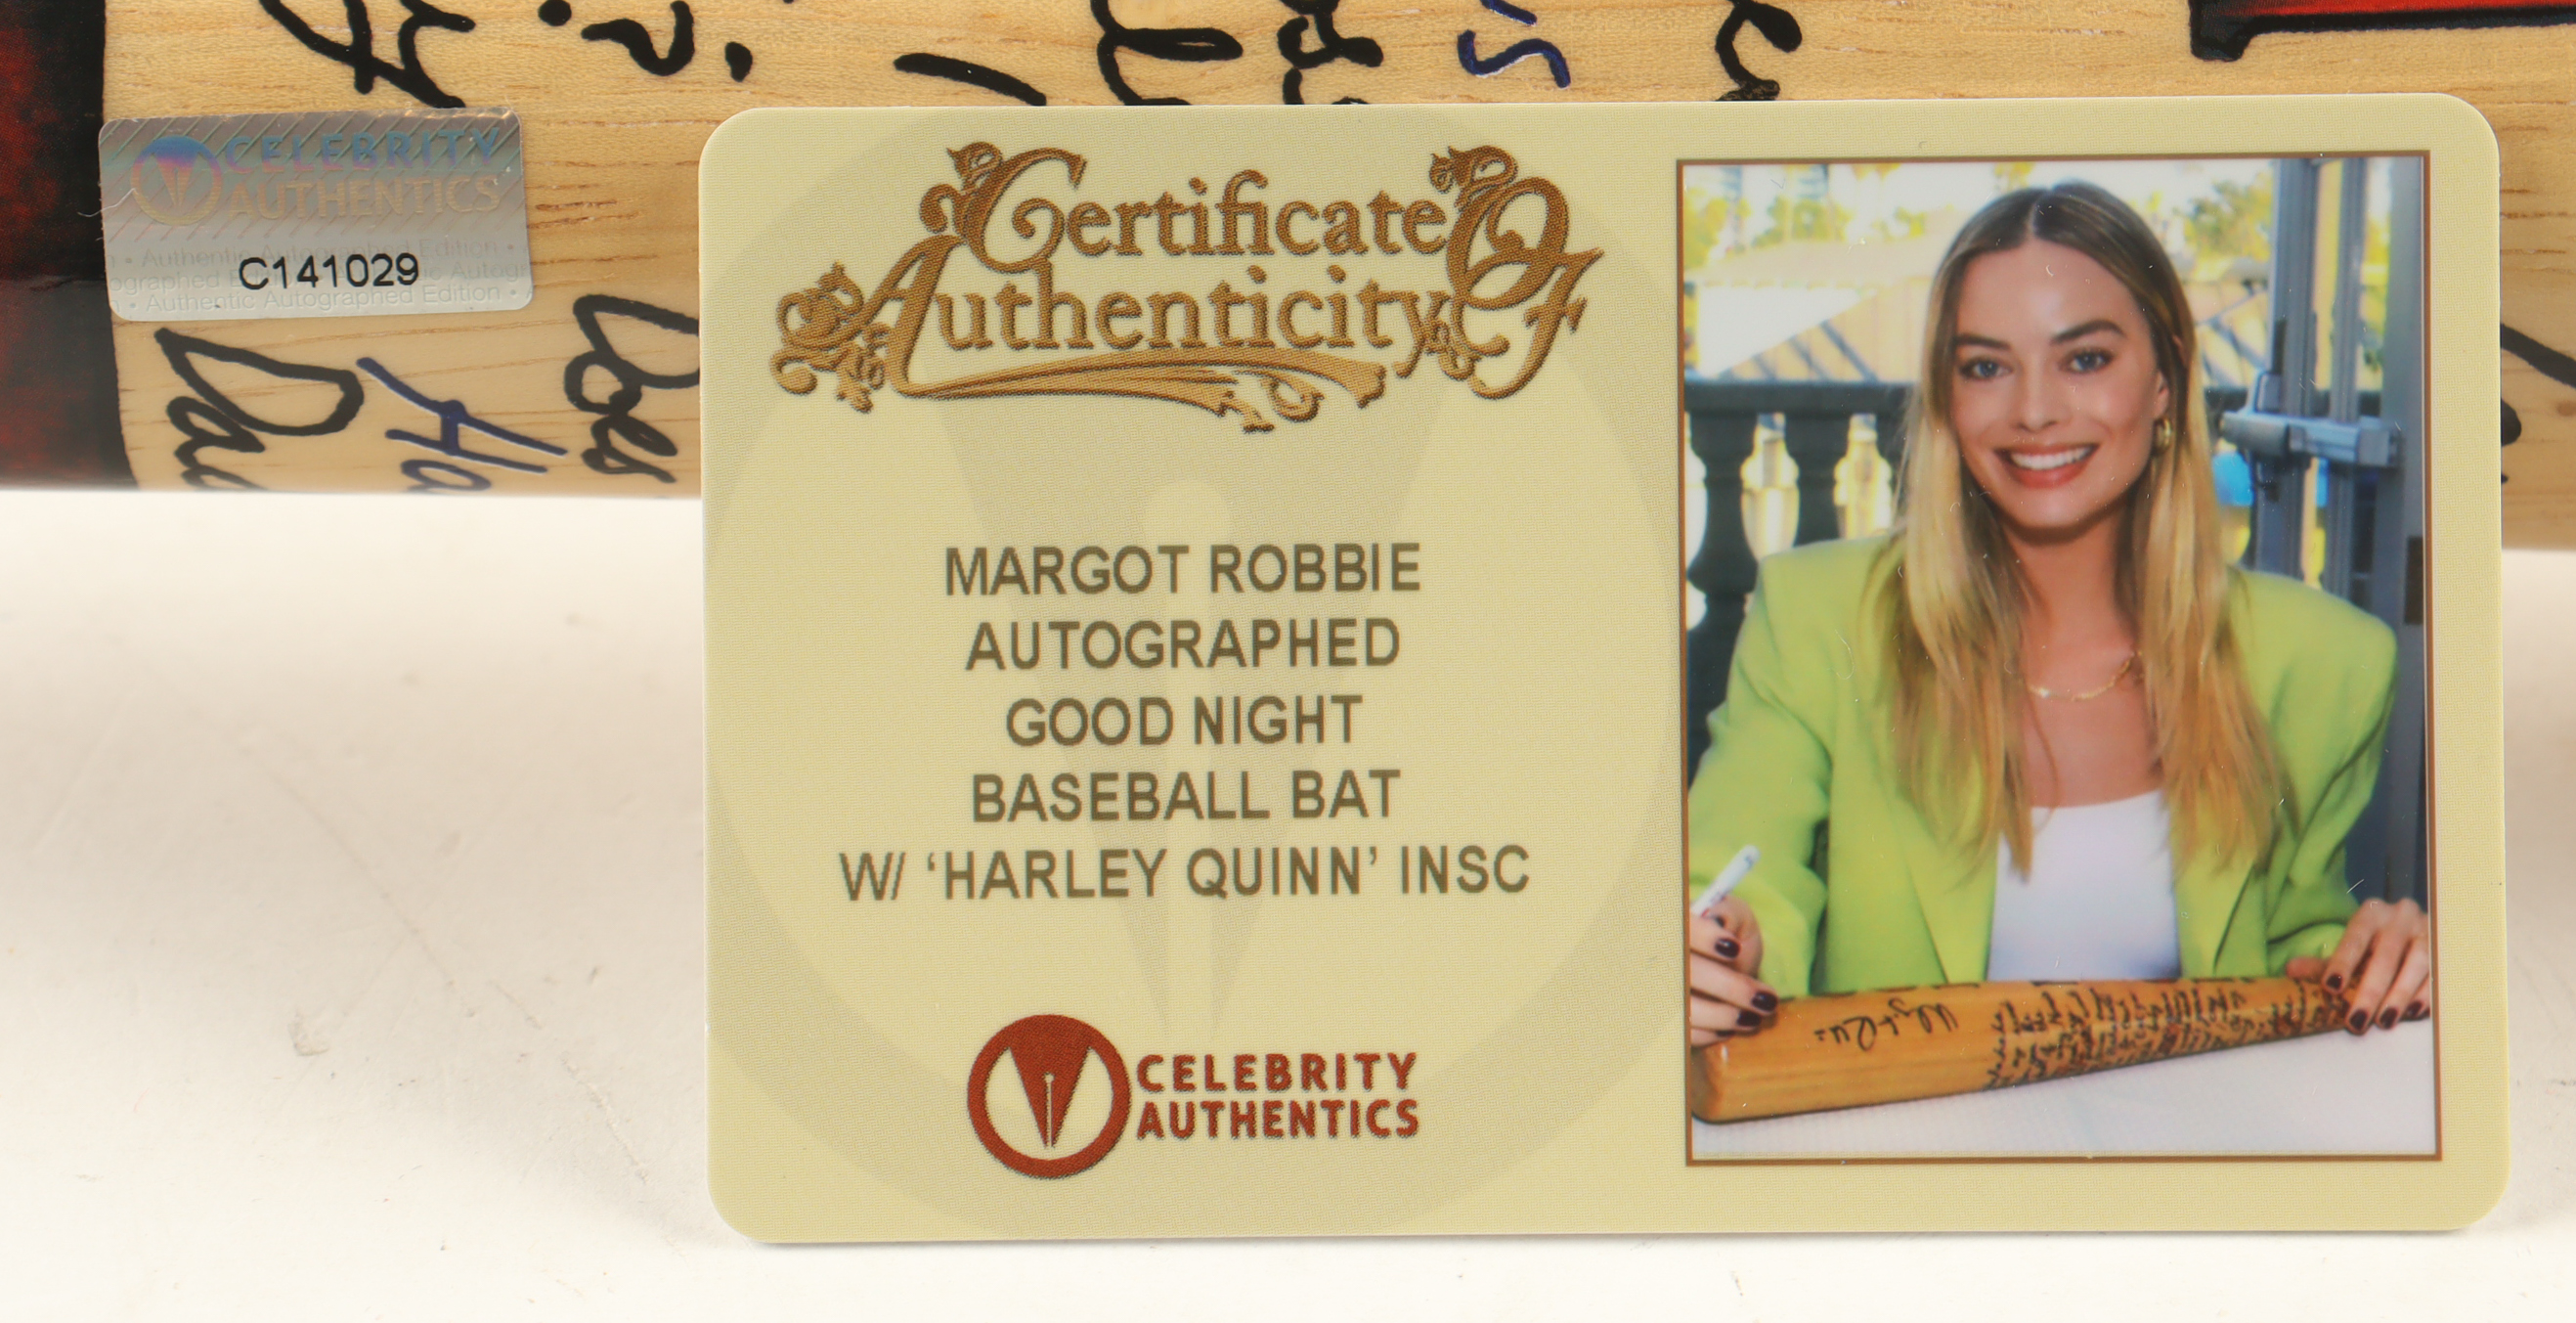 CELEBRITY
AUTHENTICS
• Authentic Autographed Edition •
C141029
• Authentic Autographed Edition •
Certificate Of
Authenticity
MARGOT ROBBIE
AUTOGRAPHED
GOOD NIGHT
BASEBALL BAT
W/ ‘HARLEY QUINN’ INSC
CELEBRITY
AUTHENTICS